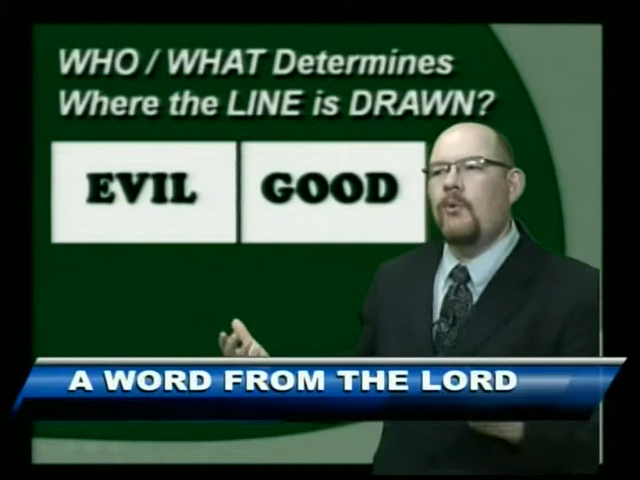 WHO / WHAT Determines
Where the LINE is DRAWN?
EVIL GOOD
A WORD FROM THE LORD